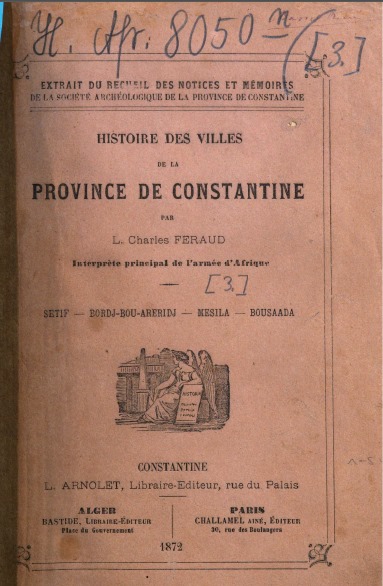 H. Afr. 8050 m
[3.]
EXTRAIT DU RECUEIL DES NOTICES ET MÉMOIRES
DE LA SOCIÉTÉ ARCHÉOLOGIQUE DE LA PROVINCE DE CONSTANTINE
HISTOIRE DES VILLES
DE LA
PROVINCE DE CONSTANTINE
PAR
L. Charles FERAUD
Interprète principal de l'armée d'Afrique
[3.]
SETIF — BORDJ-BOU-ARERIDJ — MESILA — BOUSAADA
HISTOIRE
CONSTANTINE
L. ARNOLET, Libraire-Editeur, rue du Palais
ALGER
BASTIDE, LIBRAIRE-ÉDITEUR
Place du Gouvernement
PARIS
CHALLAMEL AINÉ, ÉDITEUR
30, rue des Boulangers
1872